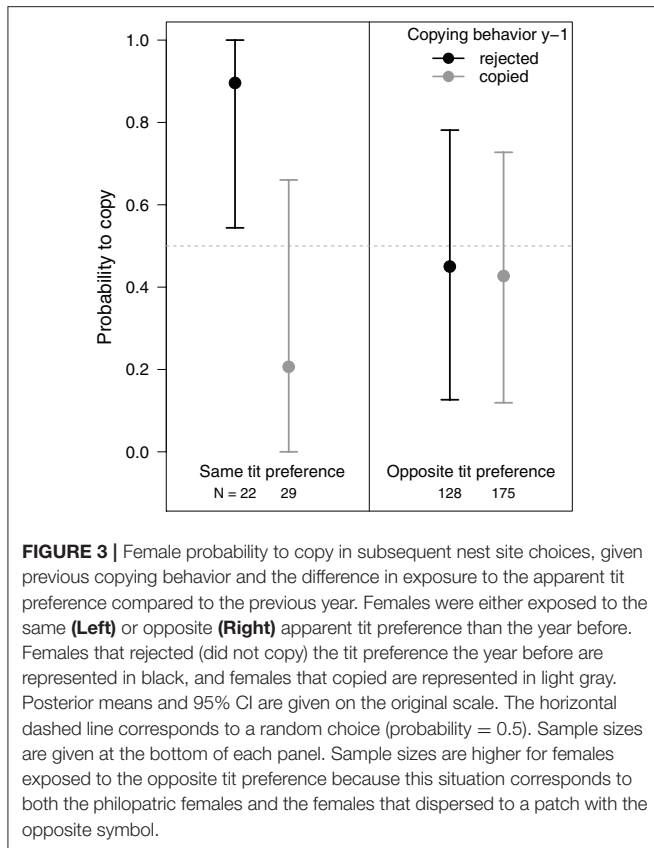 Copying behavior y−1
rejected
copied
1.0
0.8
0.6
0.4
0.2
0.0
Probability to copy
Same tit preference
Opposite tit preference
N = 22 29
128 175
FIGURE 3 | Female probability to copy in subsequent nest site choices, given
previous copying behavior and the difference in exposure to the apparent tit
preference compared to the previous year. Females were either exposed to the
same (Left) or opposite (Right) apparent tit preference than the year before.
Females that rejected (did not copy) the tit preference the year before are
represented in black, and females that copied are represented in light gray.
Posterior means and 95% CI are given on the original scale. The horizontal
dashed line corresponds to a random choice (probability = 0.5). Sample sizes
are given at the bottom of each panel. Sample sizes are higher for females
exposed to the opposite tit preference because this situation corresponds to
both the philopatric females and the females that dispersed to a patch with the
opposite symbol.